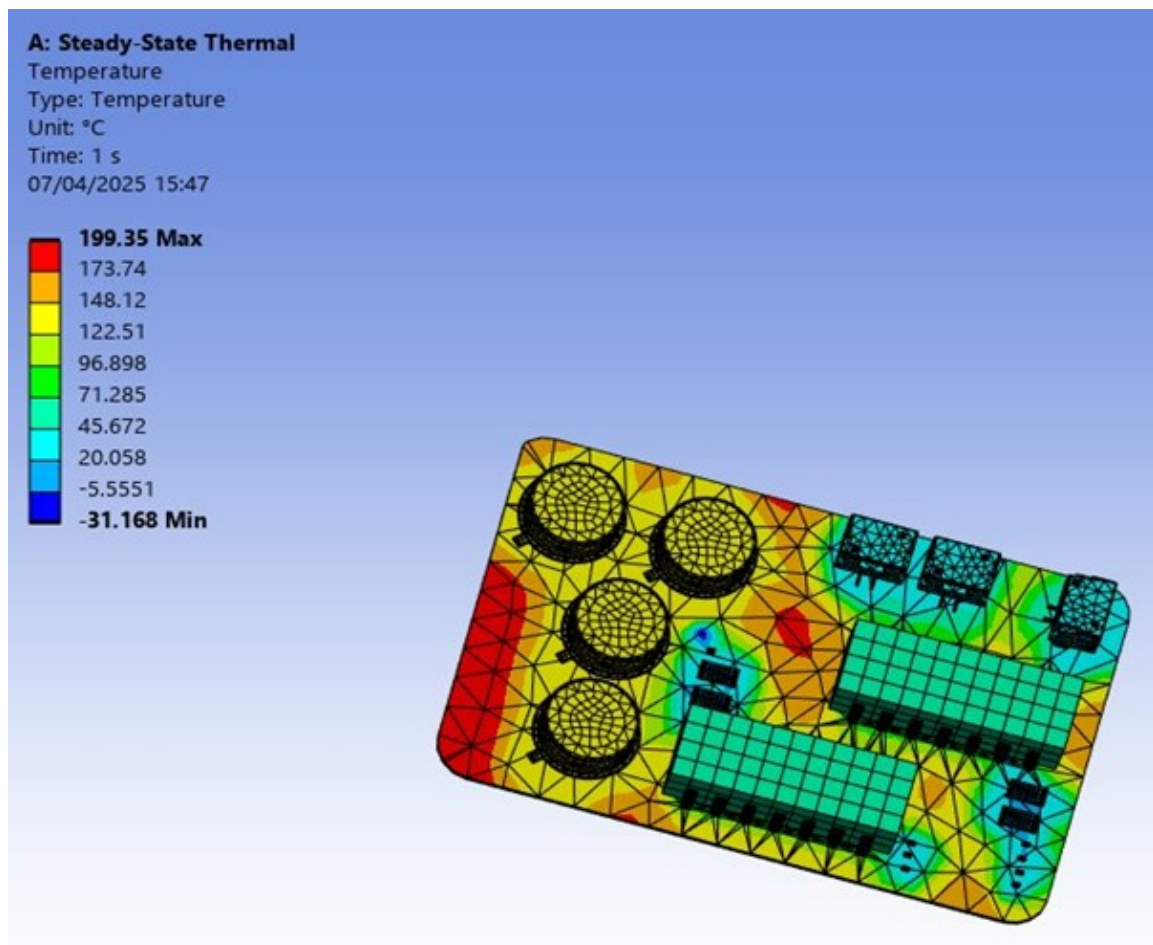 A: Steady-State Thermal
Temperature
Type: Temperature
Unit: °C
Time: 1 s
07/04/2025 15:47
199.35 Max
173.74
148.12
122.51
96.898
71.285
45.672
20.058
-5.5551
-31.168 Min